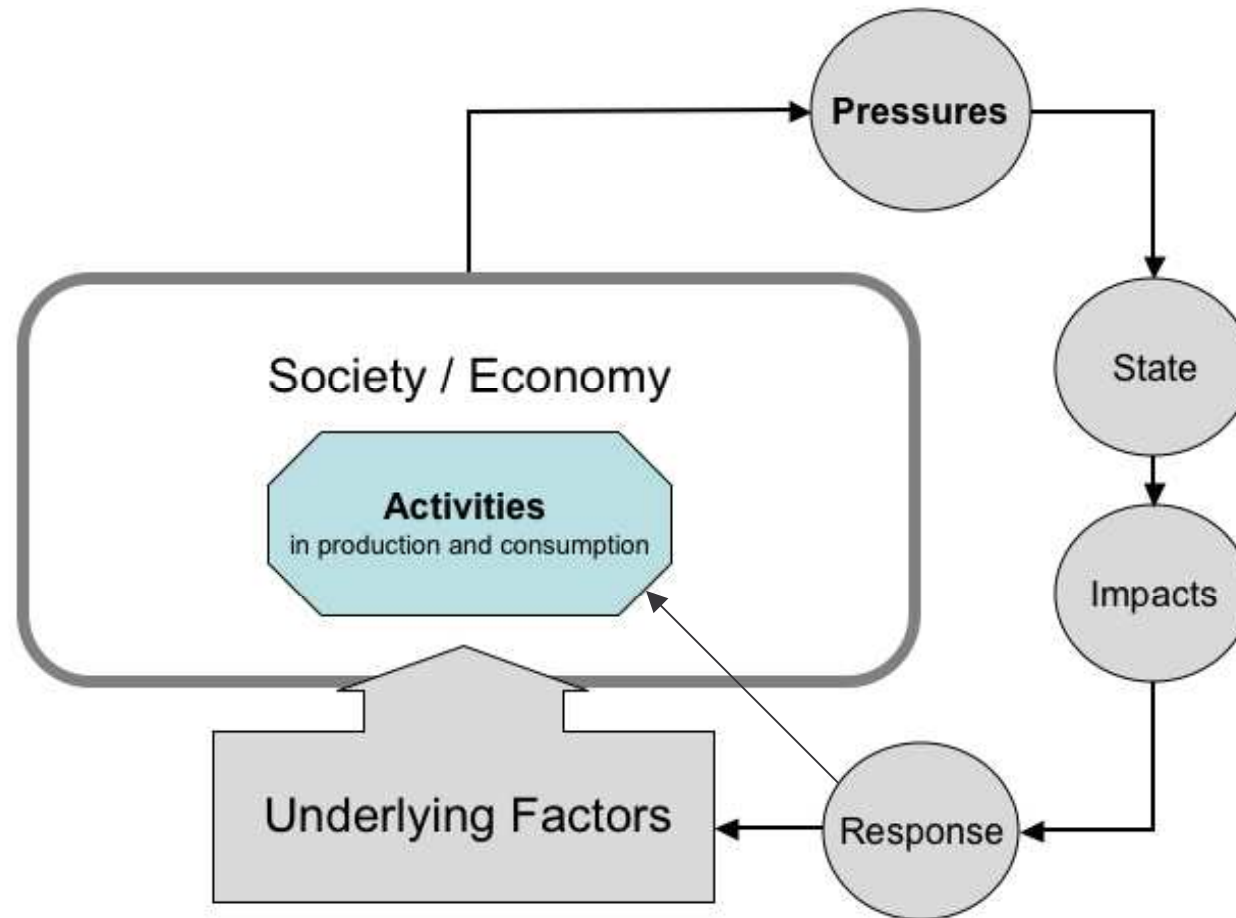 Pressures
Society / Economy
State
Activities
in production and consumption
Impacts
Underlying Factors
Response